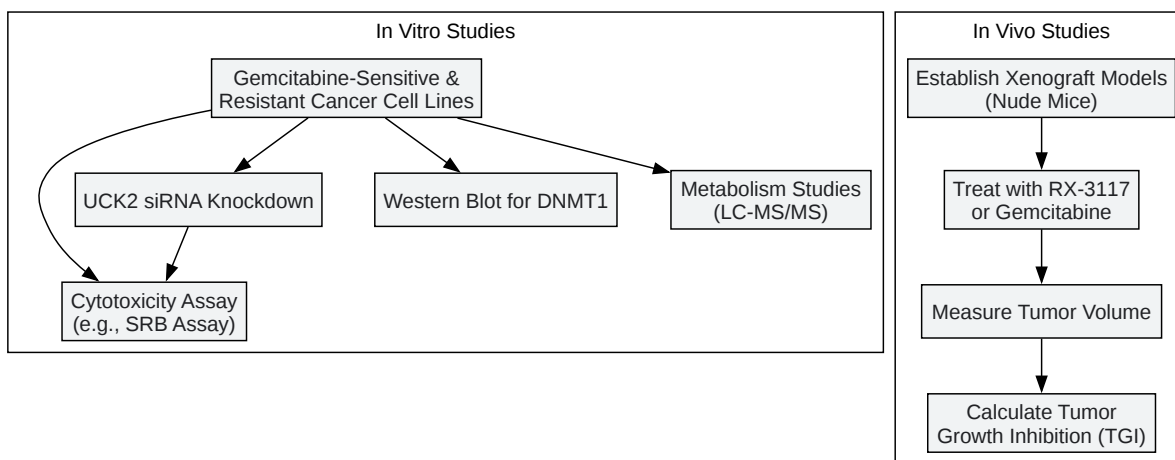 In Vitro Studies
Gemcitabine-Sensitive &
Resistant Cancer Cell Lines
UCK2 siRNA Knockdown
Western Blot for DNMT1
Metabolism Studies
(LC-MS/MS)
Cytotoxicity Assay
(e.g., SRB Assay)
In Vivo Studies
Establish Xenograft Models
(Nude Mice)
Treat with RX-3117
or Gemcitabine
Measure Tumor Volume
Calculate Tumor
Growth Inhibition (TGI)